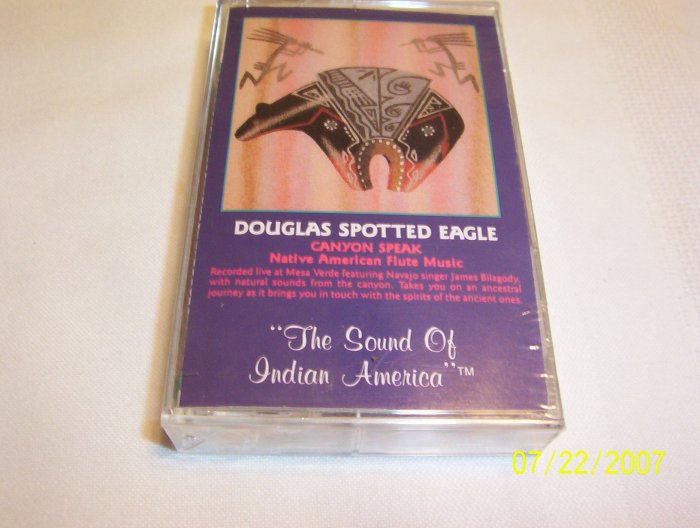 DOUGLAS SPOTTED EAGLE
CANYON SPEAK
Native American Flute Music
Recorded live at Mesa Verde featuring Navajo singer James Bilagody,
with natural sounds from the canyon. Takes you on an ancestral
journey as it brings you in touch with the spirits of the ancient ones.
"The Sound Of
Indian America"™
07/22/2007